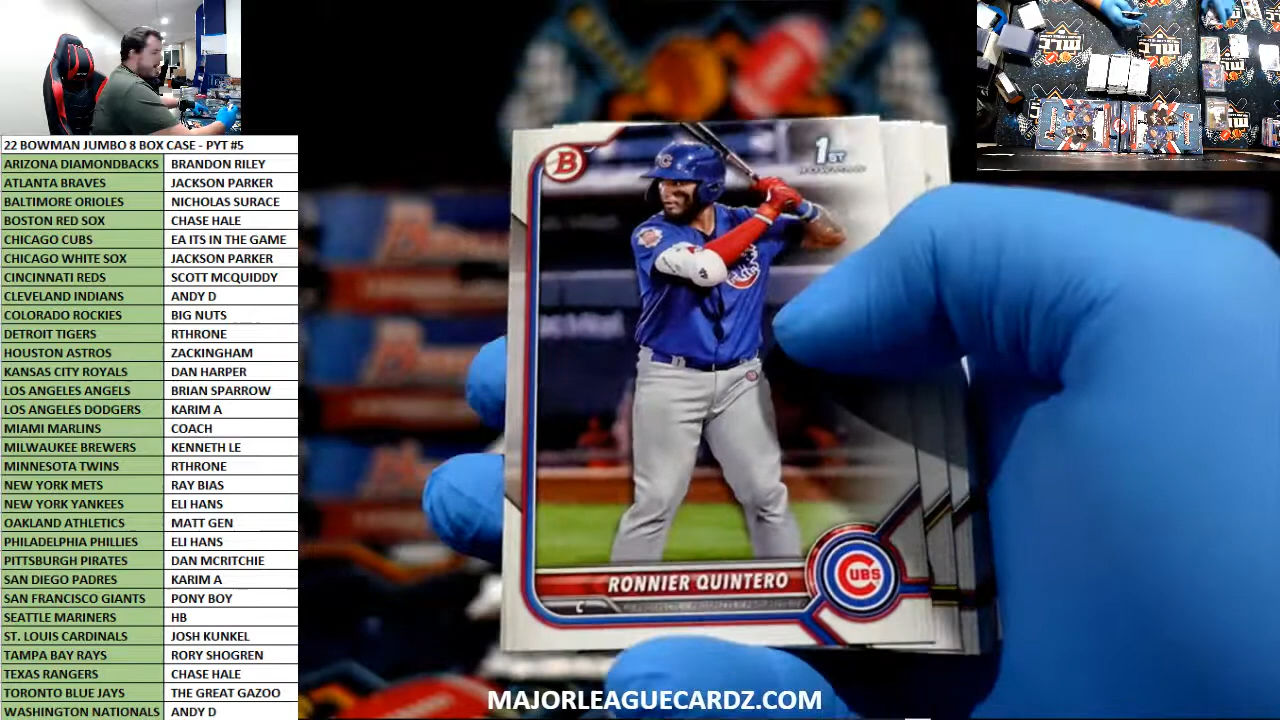 22 BOWMAN JUMBO 8 BOX CASE - PYT #5
ARIZONA DIAMONDBACKS BRANDON RILEY
ATLANTA BRAVES JACKSON PARKER
BALTIMORE ORIOLES NICHOLAS SURACE
BOSTON RED SOX CHASE HALE
CHICAGO CUBS EA ITS IN THE GAME
CHICAGO WHITE SOX JACKSON PARKER
CINCINNATI REDS SCOTT MCQUIDDY
CLEVELAND INDIANS ANDY D
COLORADO ROCKIES BIG NUTS
DETROIT TIGERS RTHRONE
HOUSTON ASTROS ZACKINGHAM
KANSAS CITY ROYALS DAN HARPER
LOS ANGELES ANGELS BRIAN SPARROW
LOS ANGELES DODGERS KARIM A
MIAMI MARLINS COACH
MILWAUKEE BREWERS KENNETH LE
MINNESOTA TWINS RTHRONE
NEW YORK METS RAY BIAS
NEW YORK YANKEES ELI HANS
OAKLAND ATHLETICS MATT GEN
PHILADELPHIA PHILLIES ELI HANS
PITTSBURGH PIRATES DAN MCRITCHIE
SAN DIEGO PADRES KARIM A
SAN FRANCISCO GIANTS PONY BOY
SEATTLE MARINERS HB
ST. LOUIS CARDINALS JOSH KUNKEL
TAMPA BAY RAYS RORY SHOGREN
TEXAS RANGERS CHASE HALE
TORONTO BLUE JAYS THE GREAT GAZOO
WASHINGTON NATIONALS ANDY D
B
1ST
BOWMAN
RONNIER QUINTERO
C
CUBS
MAJORLEAGUECARDZ.COM